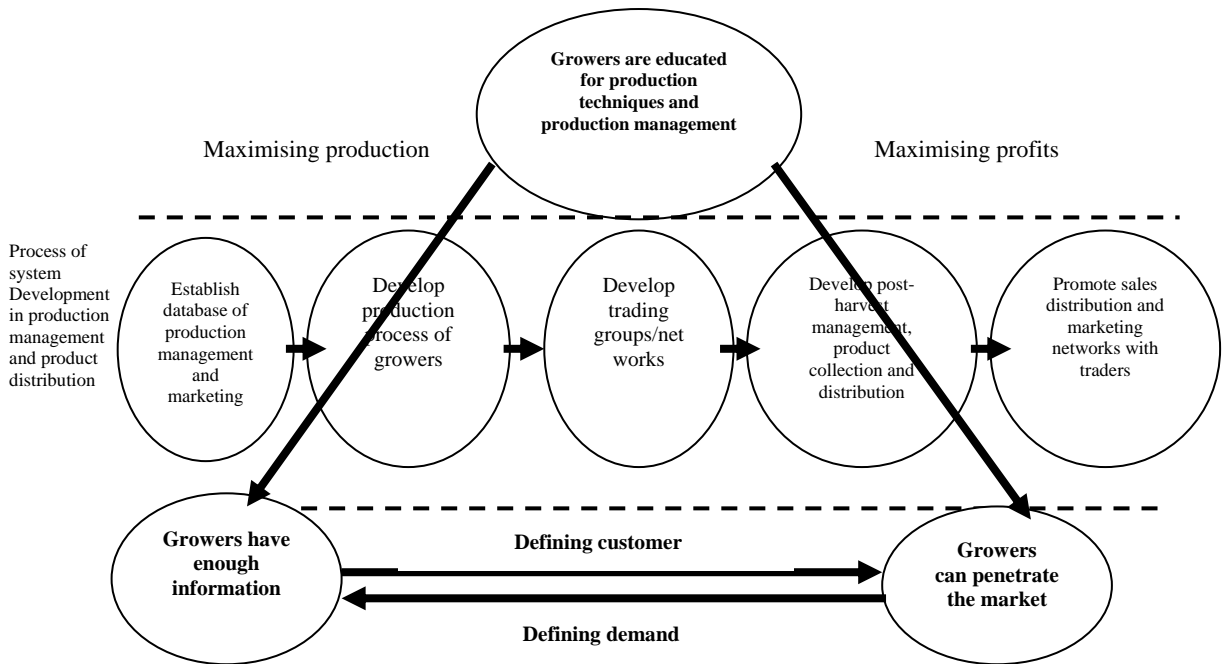 Growers are educated
for production
techniques and
production management
Maximising production
Maximising profits
Process of
system
Development
in production
management
and product
distribution
Establish
database of
production
management
and
marketing
Develop
production
process of
growers
Develop
trading
groups/net
works
Develop post-
harvest
management,
product
collection and
distribution
Promote sales
distribution and
marketing
networks with
traders
Growers have
enough
information
Defining customer
Growers
can penetrate
the market
Defining demand